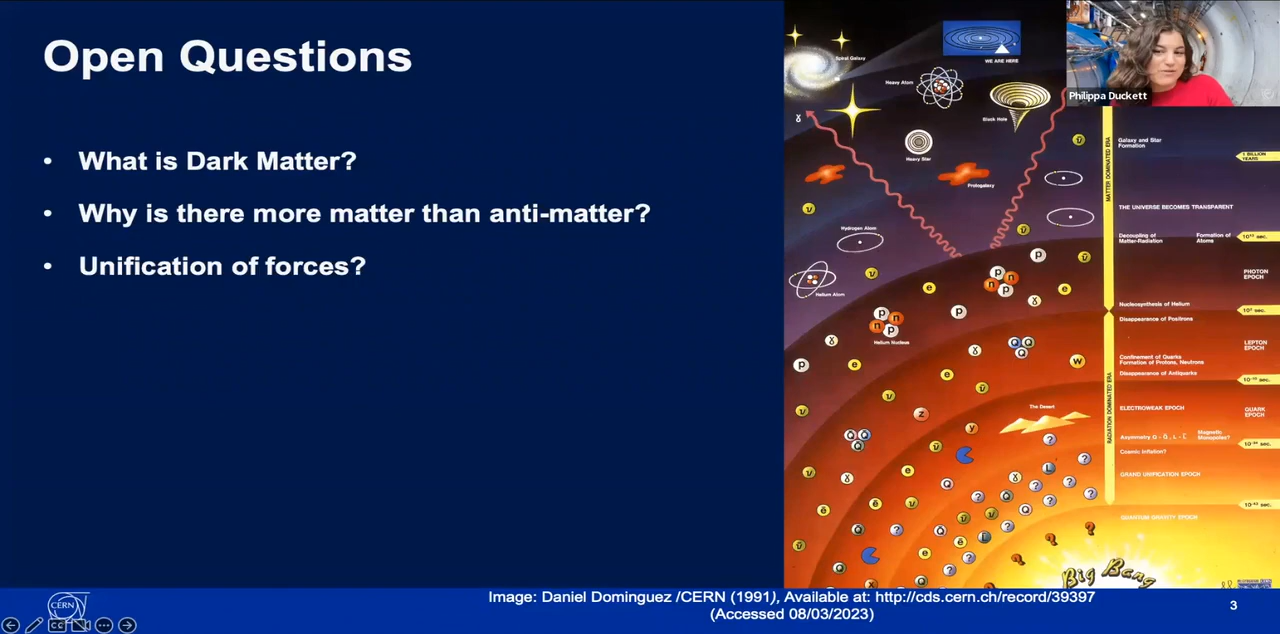 Open Questions
• What is Dark Matter?
• Why is there more matter than anti-matter?
• Unification of forces?
Philippa Duckett
Spiral Galaxy
WE ARE HERE
Heavy Atom
Black Hole
Heavy Star
Protogalaxy
Hydrogen Atom
Helium Atom
Helium Nucleus
The Desert
MATTER DOMINATED ERA
RADIATION DOMINATED ERA
Galaxy and Star
Formation
1 BILLION
YEARS
THE UNIVERSE BECOMES TRANSPARENT
Decoupling of
Matter-Radiation
Formation of
Atoms
PHOTON
EPOCH
Nucleosynthesis of Helium
Disappearance of Positrons
LEPTON
EPOCH
Confinement of Quarks
Formation of Protons, Neutrons
Disappearance of Antiquarks
ELECTROWEAK EPOCH
QUARK
EPOCH
Magnetic
Monopoles?
Cosmic Inflation?
GRAND UNIFICATION EPOCH
QUANTUM GRAVITY EPOCH
Big Bang
CERN
Image: Daniel Dominguez /CERN (1991), Available at: http://cds.cern.ch/record/39397
(Accessed 08/03/2023)
3